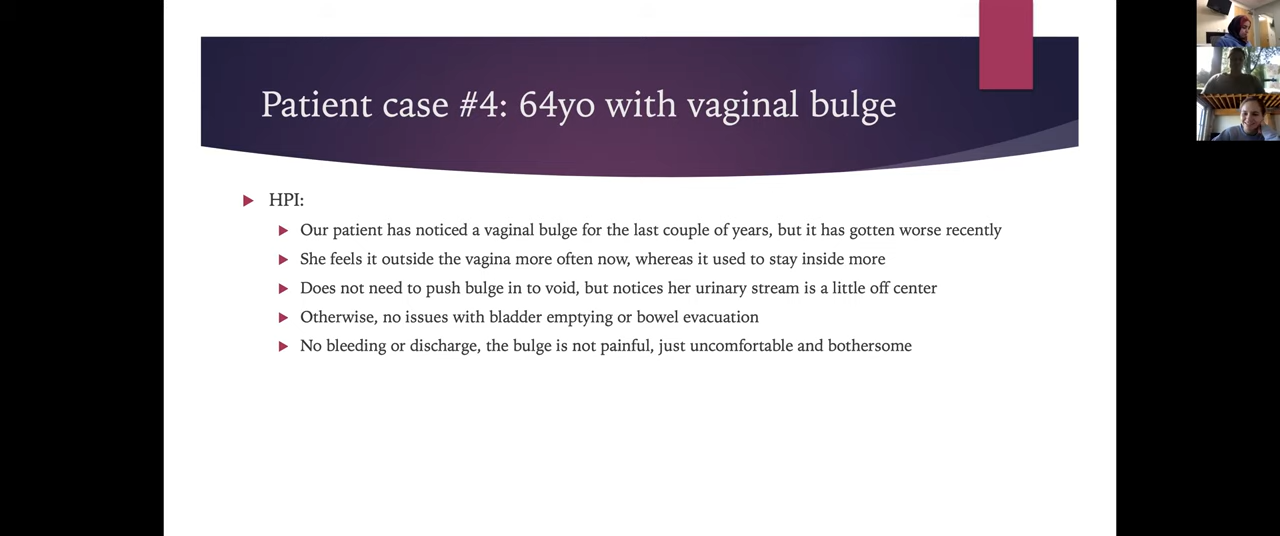 Patient case #4: 64yo with vaginal bulge
HPI:
Our patient has noticed a vaginal bulge for the last couple of years, but it has gotten worse recently
She feels it outside the vagina more often now, whereas it used to stay inside more
Does not need to push bulge in to void, but notices her urinary stream is a little off center
Otherwise, no issues with bladder emptying or bowel evacuation
No bleeding or discharge, the bulge is not painful, just uncomfortable and bothersome